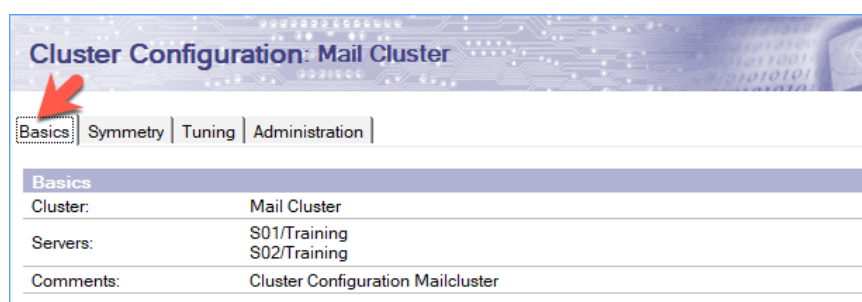 Cluster Configuration: Mail Cluster
Basics Symmetry Tuning Administration
Basics
Cluster: Mail Cluster
Servers: S01/Training
S02/Training
Comments: Cluster Configuration Mailcluster